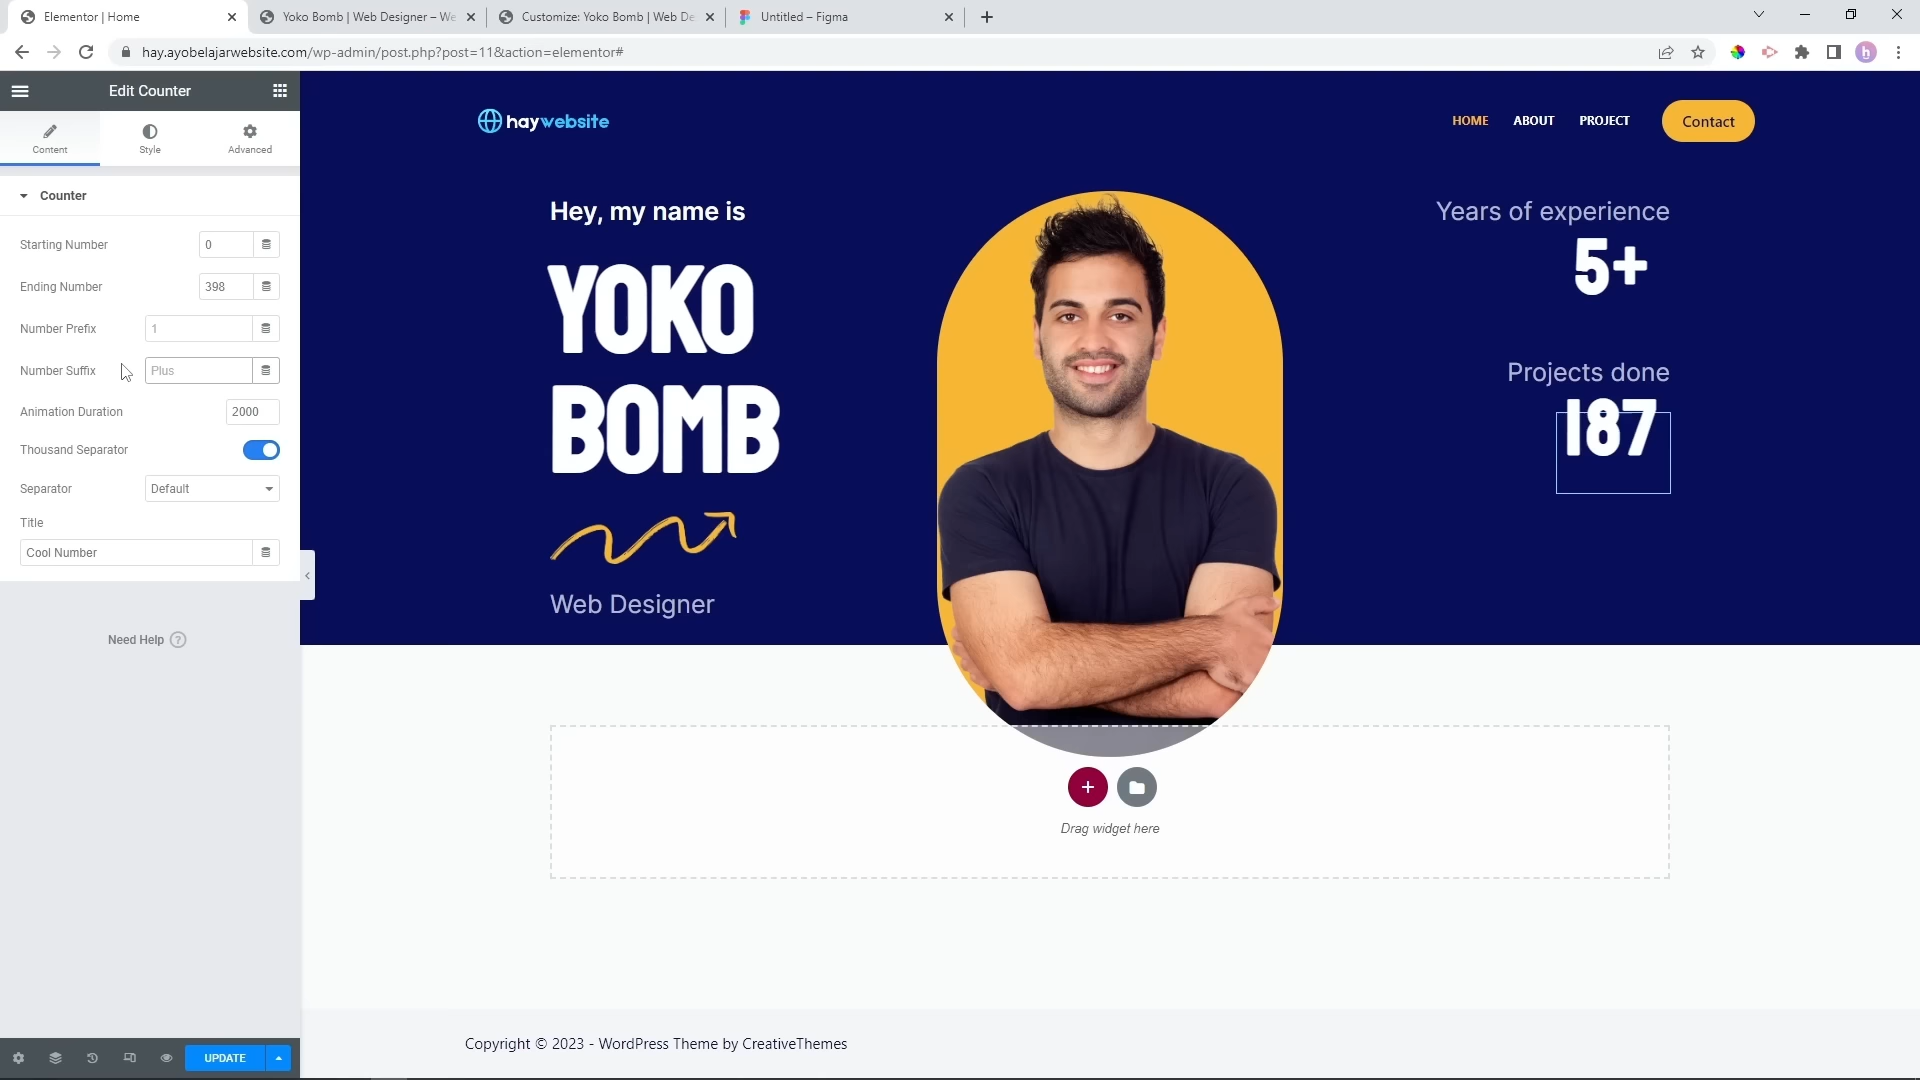 Elementor | Home
Yoko Bomb | Web Designer – We
Customize: Yoko Bomb | Web De
Untitled – Figma
hay.ayobelajarwebsite.com/wp-admin/post.php?post=11&action=elementor#
h
Edit Counter
Content
Style
Advanced
Counter
Starting Number
0
Ending Number
398
Number Prefix
1
Number Suffix
Plus
Animation Duration
2000
Thousand Separator
Separator
Default
Title
Cool Number
Need Help ?
UPDATE
haywebsite
HOME
ABOUT
PROJECT
Contact
Hey, my name is
YOKO
BOMB
Web Designer
Years of experience
5+
Projects done
187
Drag widget here
Copyright © 2023 - WordPress Theme by CreativeThemes